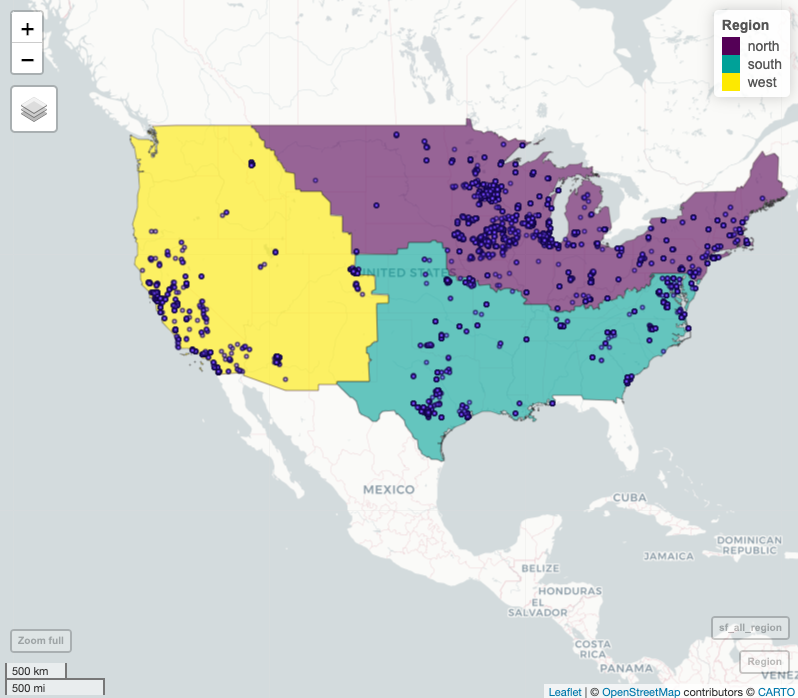 +
−
Region
north
south
west
UNITED STATES
MEXICO
CUBA
DOMINICAN
REPUBLIC
JAMAICA
BELIZE
HONDURAS
EL
SALVADOR
COSTA
RICA
PANAMA
Zoom full
sf_all_region
Region
500 km
500 mi
VENEZ
Leaflet | © OpenStreetMap contributors © CARTO